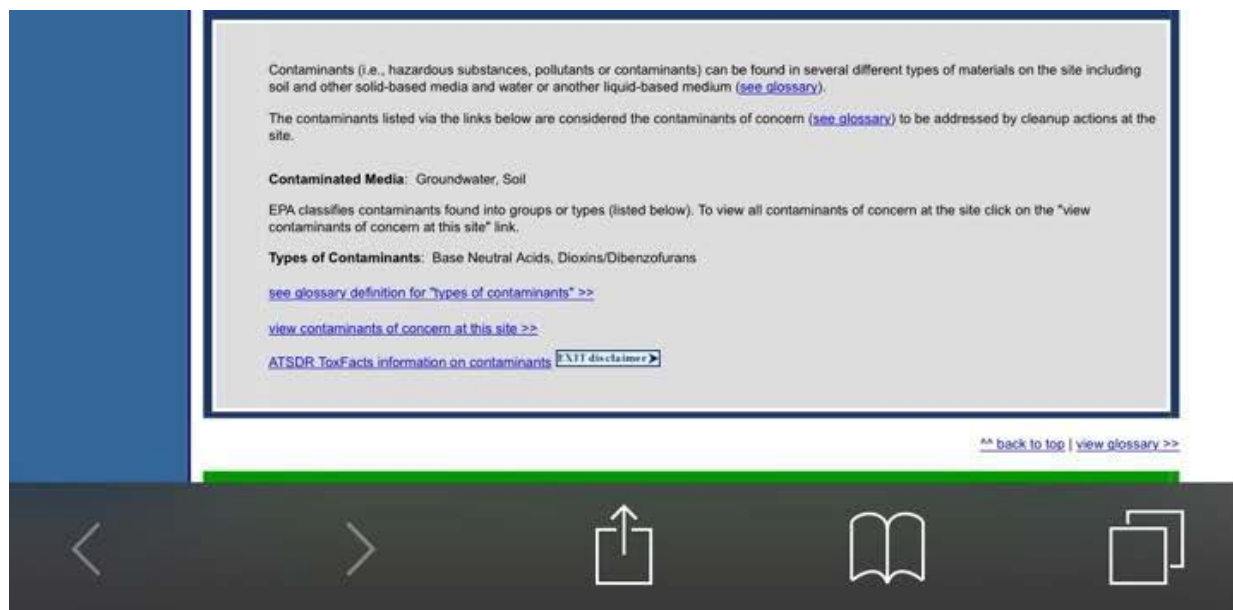 Contaminants (i.e., hazardous substances, pollutants or contaminants) can be found in several different types of materials on the site including
soil and other solid-based media and water or another liquid-based medium (see glossary).
The contaminants listed via the links below are considered the contaminants of concern (see glossary) to be addressed by cleanup actions at the
site.
Contaminated Media: Groundwater, Soil
EPA classifies contaminants found into groups or types (listed below). To view all contaminants of concern at the site click on the "view
contaminants of concern at this site" link.
Types of Contaminants: Base Neutral Acids, Dioxins/Dibenzofurans
see glossary definition for "types of contaminants" >>
view contaminants of concern at this site >>
ATSDR ToxFacts information on contaminants EXIT disclaimer
^^ back to top | view glossary >>